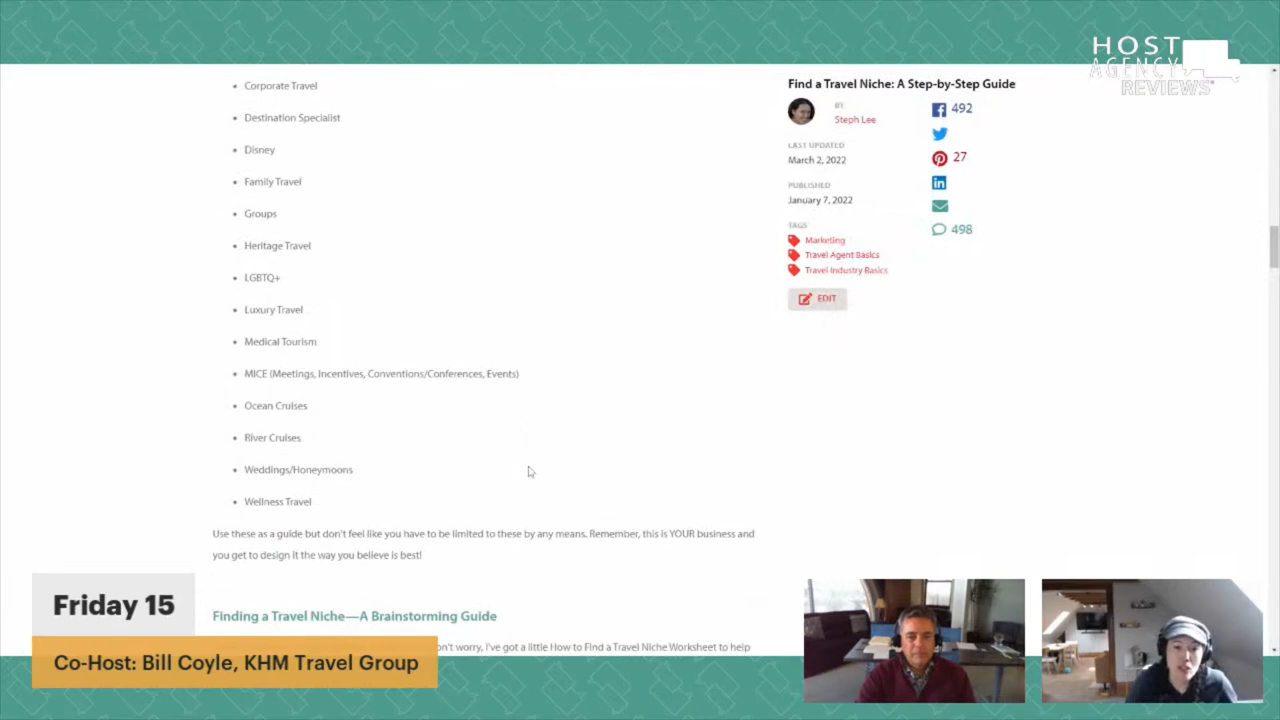 HOST
AGENCY
REVIEWS
• Corporate Travel
• Destination Specialist
• Disney
• Family Travel
• Groups
• Heritage Travel
• LGBTQ+
• Luxury Travel
• Medical Tourism
• MICE (Meetings, Incentives, Conventions/Conferences, Events)
• Ocean Cruises
• River Cruises
• Weddings/Honeymoons
• Wellness Travel
Use these as a guide but don't feel like you have to be limited to these by any means. Remember, this is YOUR business and
you get to design it the way you believe is best!
Finding a Travel Niche—A Brainstorming Guide
on't worry, I've got a little How to Find a Travel Niche Worksheet to help
Find a Travel Niche: A Step-by-Step Guide
BY
Steph Lee
LAST UPDATED
March 2, 2022
PUBLISHED
January 7, 2022
TAGS
Marketing
Travel Agent Basics
Travel Industry Basics
EDIT
492
27
498
Friday 15
Co-Host: Bill Coyle, KHM Travel Group